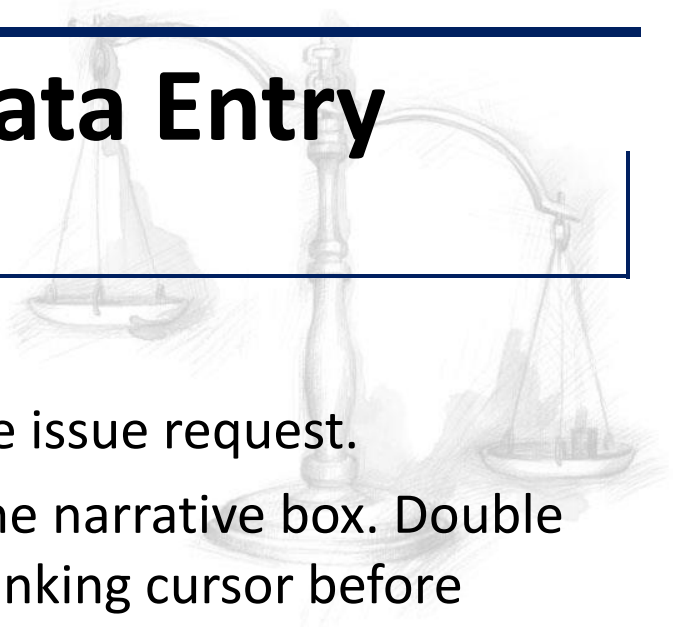 ata Entry
e issue request.
ne narrative box. Double
nking cursor before